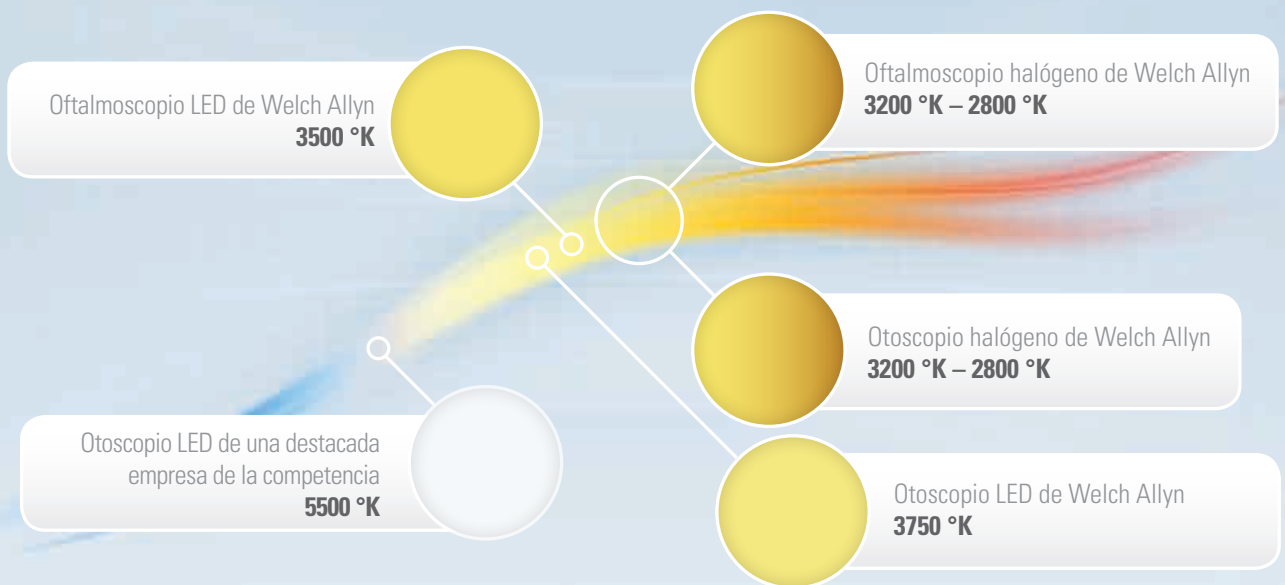 Oftalmoscopio LED de Welch Allyn
3500 °K
Oftalmoscopio halógeno de Welch Allyn
3200 °K – 2800 °K
Otoscopio halógeno de Welch Allyn
3200 °K – 2800 °K
Otoscopio LED de una destacada
empresa de la competencia
5500 °K
Otoscopio LED de Welch Allyn
3750 °K